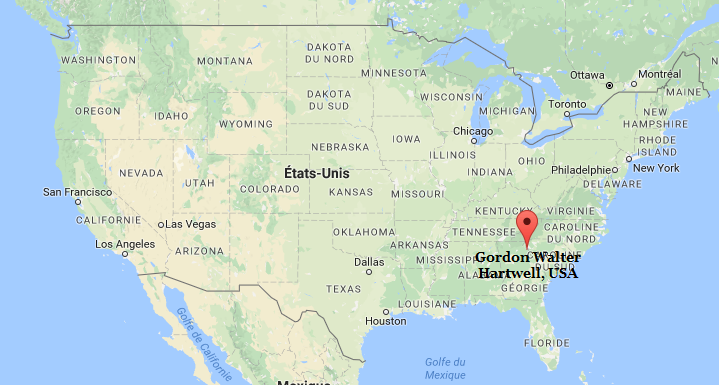 WASHINGTON
MONTANA
DAKOTA
DU NORD
MINNESOTA
Ottawa
Montréal
MAINE
OREGON
IDAHO
WYOMING
DAKOTA
DU SUD
WISCONSIN
MICHIGAN
Toronto
NEW
HAMPSHIRE
RHODE
ISLAND
NEBRASKA
IOWA
Chicago
ILLINOIS
INDIANA
OHIO
Philadelphie
New York
DELAWARE
NEVADA
UTAH
COLORADO
États-Unis
KANSAS
MISSOURI
San Francisco
CALIFORNIE
Las Vegas
Los Angeles
ARIZONA
OKLAHOMA
ARKANSAS
TENNESSEE
KENTUCKY
VIRGINIE
CAROLINE
DU NORD
Gordon Walter
Hartwell, USA
Dallas
MISSISSIPPI
DU SUD
GÉORGIE
TEXAS
LOUISIANE
Houston
FLORIDE
Golfe de Californie
Golfe du
Mexique
Mexique